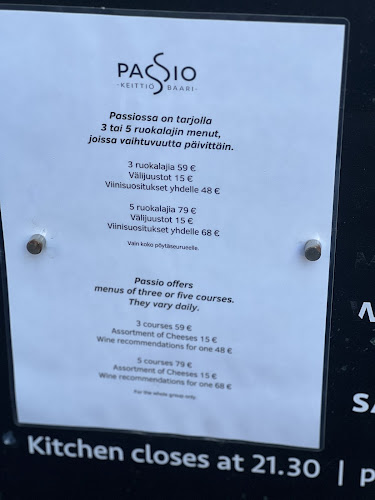 PASSIO
-KEITTIÖ BAARI-
Passiossa on tarjolla
3 tai 5 ruokalajin menut,
joissa vaihtuvuutta päivittäin.
3 ruokalajia 59 €
Välijuustot 15 €
Viinisuositukset yhdelle 48 €
5 ruokalajia 79 €
Välijuustot 15 €
Viinisuositukset yhdelle 68 €
Vain koko pöytäseurueelle.
Passio offers
menus of three or five courses.
They vary daily.
3 courses 59 €
Assortment of Cheeses 15 €
Wine recommendations for one 48 €
5 courses 79 €
Assortment of Cheeses 15 €
Wine recommendations for one 68 €
For the whole group only.
SA
Kitchen closes at 21.30 | P